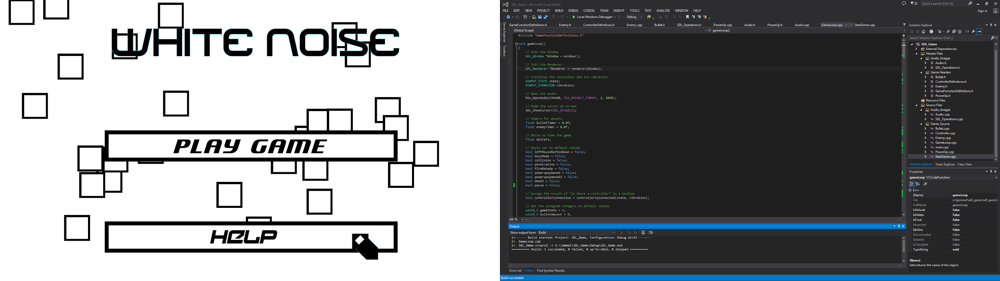 WHITE NOISE
PLAY GAME
HELP
SDL_Game - Microsoft Visual Studio
10
Quick Launch (Ctrl+Q)
FILE EDIT VIEW PROJECT BUILD DEBUG CODEXL TEAM NSIGHT TOOLS TEST ANALYZE WINDOW HELP
Sign in
Local Windows Debugger
Debug
Server Explorer
Toolbox
GameFunctionDefinitions.h Enemy.h ControllerDefinitions.h Enemy.cpp Bullet.h SDL_Operations.h PowerUp.cpp Audio.h PowerUp.h Audio.cpp GameLoop.cpp StartGame.cpp
(Global Scope)
gameLoop()
#include "GameFunctionDefinitions.h"
void gameLoop()
{
// Init the Window
SDL_Window *Window = window();
// Init the Renderer
SDL_Renderer *Renderer = renderer(Window);
// Initilise the controller and its vibration
XINPUT_STATE state;
XINPUT_VIBRATION vibration;
// Open the audio
Mix_OpenAudio(44100, MIX_DEFAULT_FORMAT, 2, 2048);
// Hide the cursor on screen
SDL_ShowCursor(SDL_DISABLE);
// timers for assets
float bulletTimer = 0.0f;
float enemyTimer = 0.0f;
// Delta to time the game
float deltaTs;
// Bools set to default values
bool leftMouseButtonDown = false;
bool bossMode = false;
bool collision = false;
bool penetration = false;
bool fireRateUp = false;
bool powerupspawned = false;
bool powerupspawned2 = false;
bool death = false;
bool pause = false;
// Assign the result of "is there a controller" to a boolean
bool controllerConnection = controllerIsConnected(state, vibration);
// Set the unsigned integers to default values
uint8_t gameState = 1;
uint8_t bulletAmount = 5;
100 %
Output
Show output from: Build
1>------ Build started: Project: SDL_Game, Configuration: Debug Win32 ------
1> GameLoop.cpp
1> SDL_Game.vcxproj -> E:\Jammei\SDL_Game\Debug\SDL_Game.exe
========== Build: 1 succeeded, 0 failed, 0 up-to-date, 0 skipped ==========
Error List Output Find Symbol Results
Build succeeded
Solution Explorer
Search Solution Explorer (Ctrl+;)
SDL_Game
External Dependencies
Header Files
Audio_Images
Audio.h
SDL_Operations.h
Game Headers
Bullet.h
ControllerDefinitions.h
Enemy.h
GameFunctionDefinitions.h
PowerUp.h
Resource Files
Source Files
Audio_Images
Audio.cpp
SDL_Operations.cpp
Game_Source
Bullet.cpp
Controller.cpp
Enemy.cpp
GameLoop.cpp
main.cpp
PowerUp.cpp
StartGame.cpp
Solution Explorer Team Explorer Class View
Properties
gameLoop VCCodeFunction
C++
(Name) gameLoop
File e:\jammei\sdl_game\sdl_game\
FullName gameLoop
IsDefault False
IsDelete False
IsFinal False
IsInjected False
IsInline False
IsOverloaded False
IsSealed False
IsTemplate False
TypeString void
(Name)
Sets/returns the name of the object.